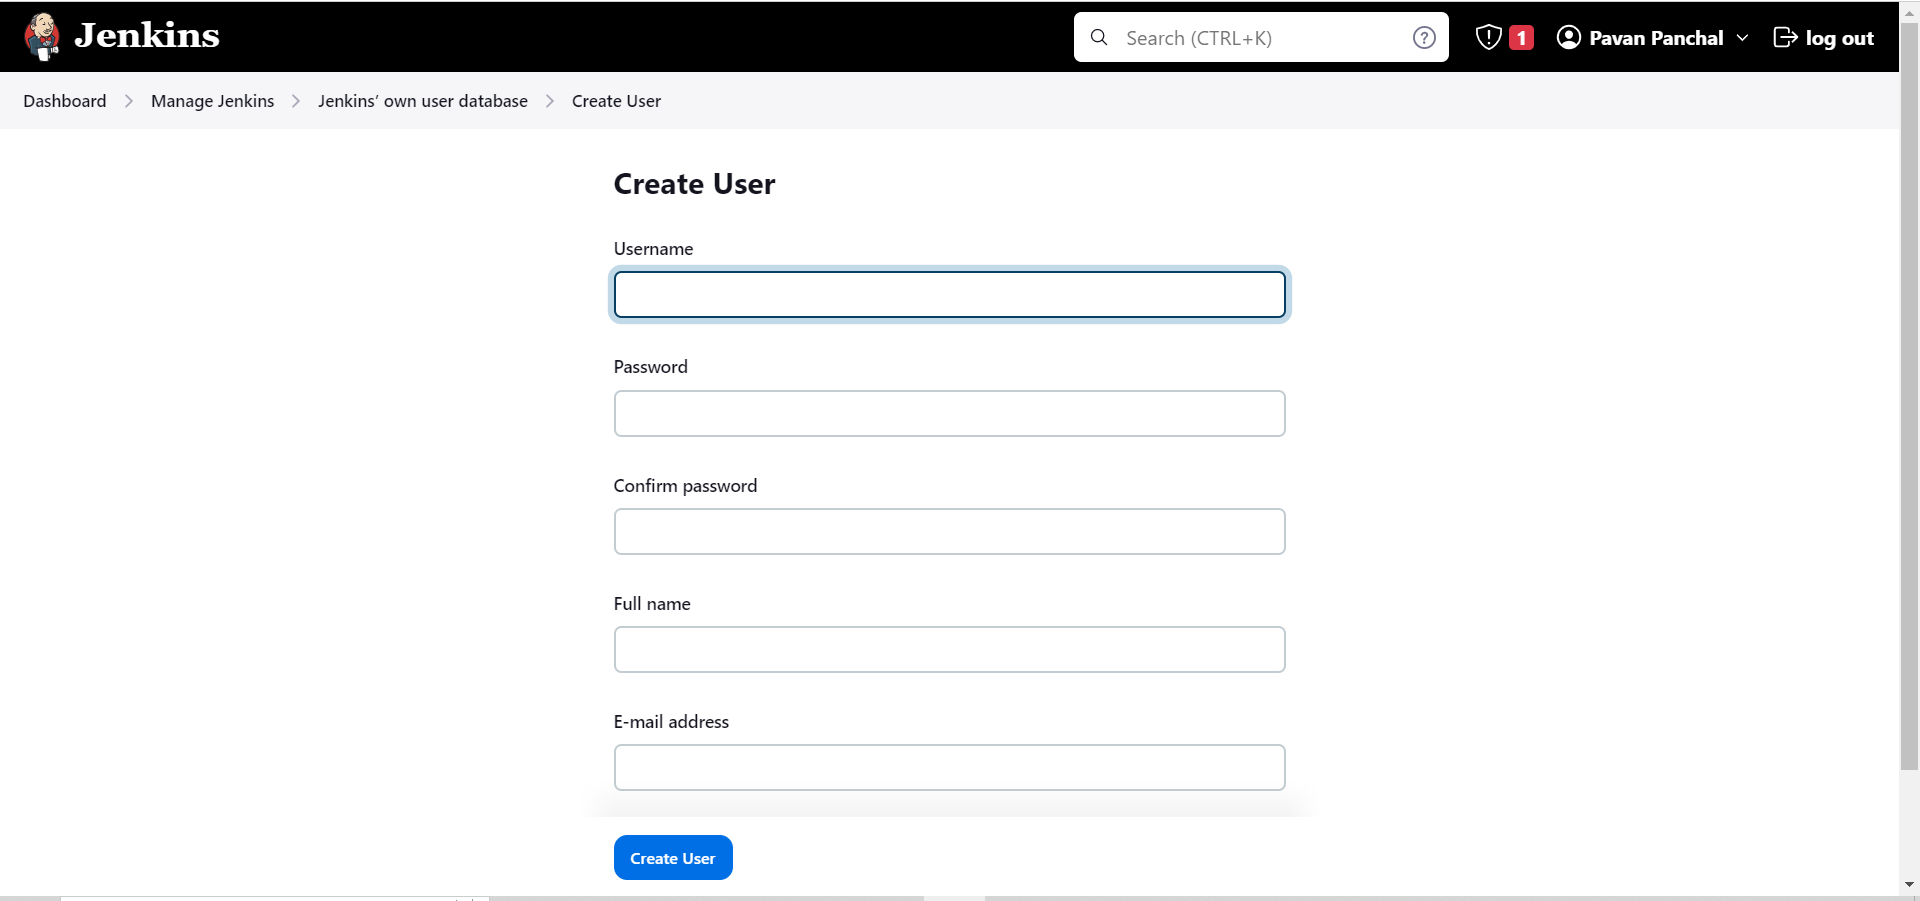 Jenkins
Search (CTRL+K)
1
Pavan Panchal
log out
Dashboard
Manage Jenkins
Jenkins’ own user database
Create User
Create User
Username
Password
Confirm password
Full name
E-mail address
Create User